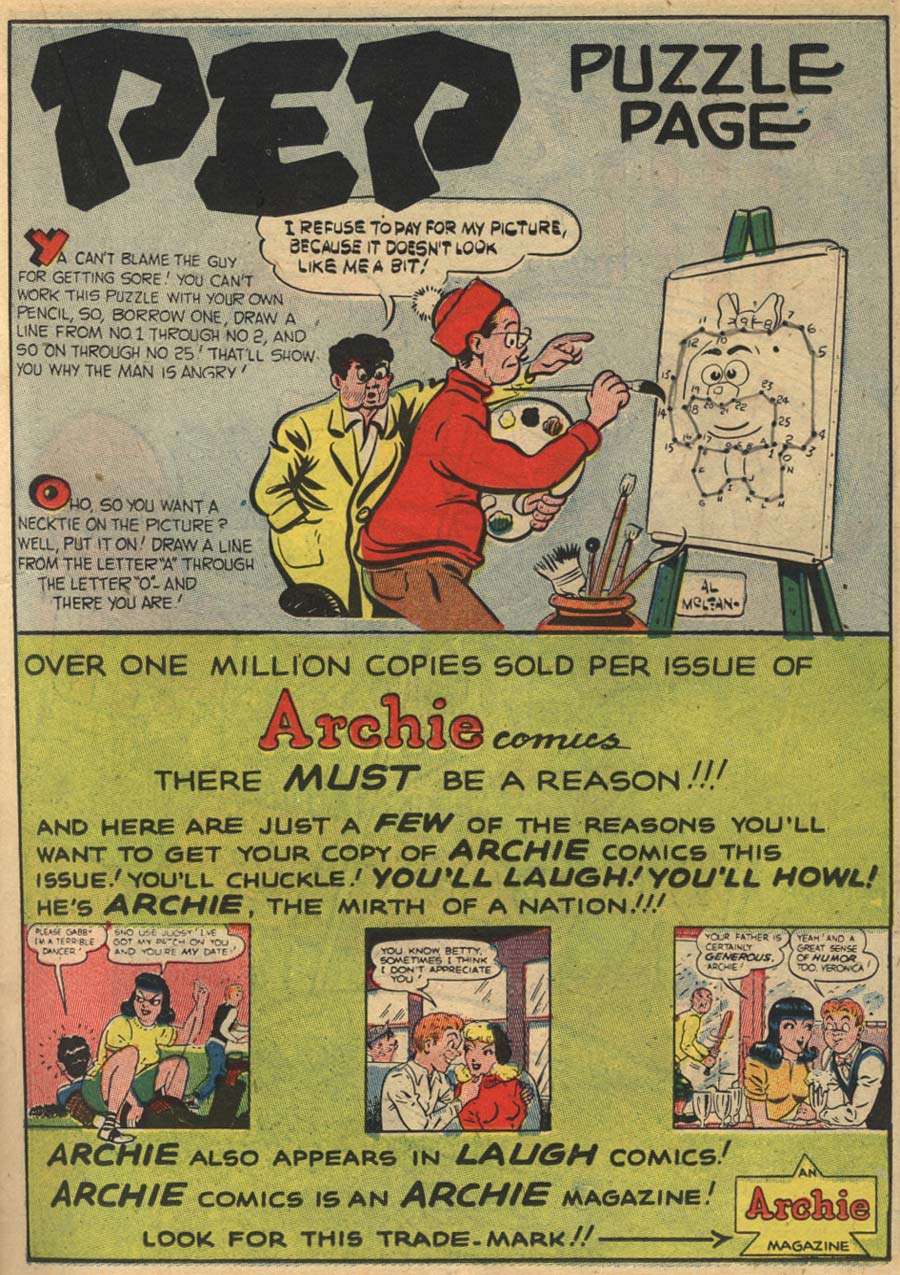 PEP
PUZZLE
PAGE
YA CAN'T BLAME THE GUY
FOR GETTING SORE! YOU CAN'T
WORK THIS PUZZLE WITH YOUR OWN
PENCIL, SO, BORROW ONE, DRAW A
LINE FROM NO. 1 THROUGH NO 2, AND
SO ON THROUGH NO 25! THAT'LL SHOW
YOU WHY THE MAN IS ANGRY!
I REFUSE TO PAY FOR MY PICTURE,
BECAUSE IT DOESN'T LOOK
LIKE ME A BIT!
OHO, SO YOU WANT A
NECKTIE ON THE PICTURE?
WELL, PUT IT ON! DRAW A LINE
FROM THE LETTER "A" THROUGH
THE LETTER "O"- AND
THERE YOU ARE!
AL
McLEAN-
OVER ONE MILLION COPIES SOLD PER ISSUE OF
Archie comics
THERE MUST BE A REASON!!!
AND HERE ARE JUST A FEW OF THE REASONS YOU'LL
WANT TO GET YOUR COPY OF ARCHIE COMICS THIS
ISSUE! YOU'LL CHUCKLE! YOU'LL LAUGH! YOU'LL HOWL!
HE'S ARCHIE, THE MIRTH OF A NATION!!!
PLEASE GABBY
I'M A TERRIBLE
DANCER!
SNO USE JUGSY! I'VE
GOT MY PATCH ON YOU
AND YOU'RE MY DATE!
YOU KNOW BETTY,
SOMETIMES I THINK
I DON'T APPRECIATE
YOU!
YOUR FATHER IS
CERTAINLY
GENEROUS,
ARCHIE!
YEAH! AND A
GREAT SENSE
OF HUMOR
TOO, VERONICA!
ARCHIE ALSO APPEARS IN LAUGH COMICS!
ARCHIE COMICS IS AN ARCHIE MAGAZINE!
LOOK FOR THIS TRADE-MARK!!
AN
Archie
MAGAZINE